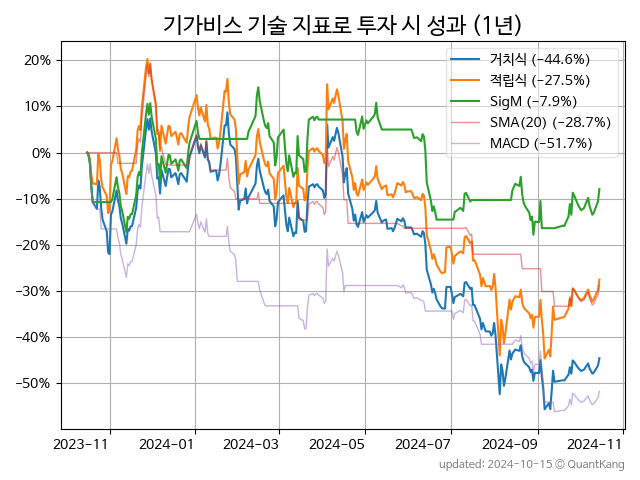 기가비스 기술 지표로 투자 시 성과 (1년)
거치식 (−44.6%)
적립식 (−27.5%)
SigM (−7.9%)
SMA(20) (−28.7%)
MACD (−51.7%)
20%
10%
0%
−10%
−20%
−30%
−40%
−50%
2023−11 2024−01 2024−03 2024−05 2024−07 2024−09 2024−11
updated: 2024-10-15 © QuantKang